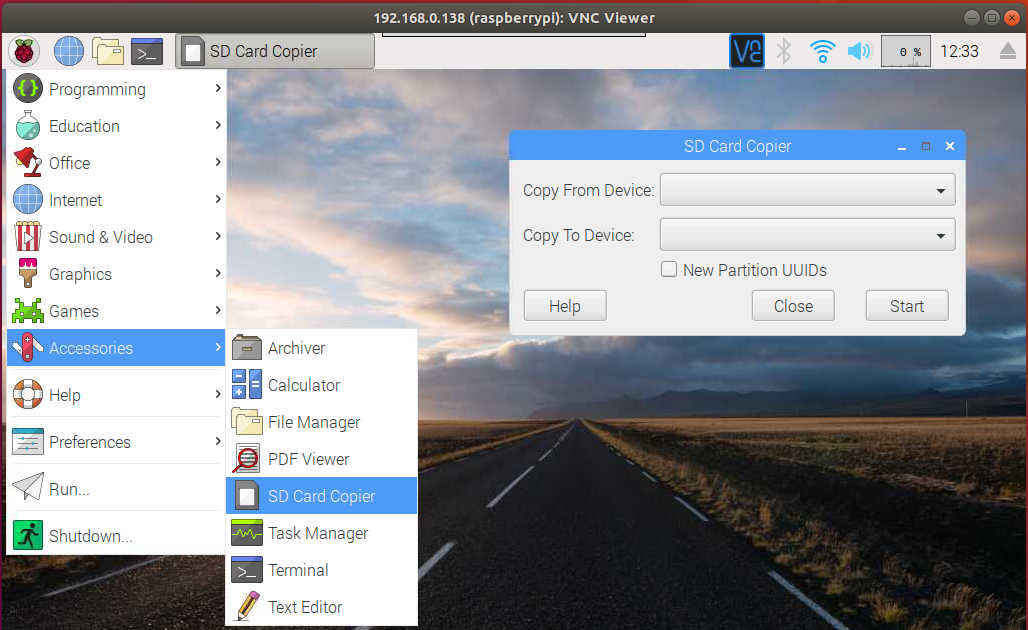 192.168.0.138 (raspberrypi): VNC Viewer
SD Card Copier
VNC
0 %
12:33
Programming
Education
Office
Internet
Sound & Video
Graphics
Games
Accessories
Help
Preferences
Run...
Shutdown...
Archiver
Calculator
File Manager
PDF Viewer
SD Card Copier
Task Manager
Terminal
Text Editor
SD Card Copier
Copy From Device:
Copy To Device:
New Partition UUIDs
Help Close Start